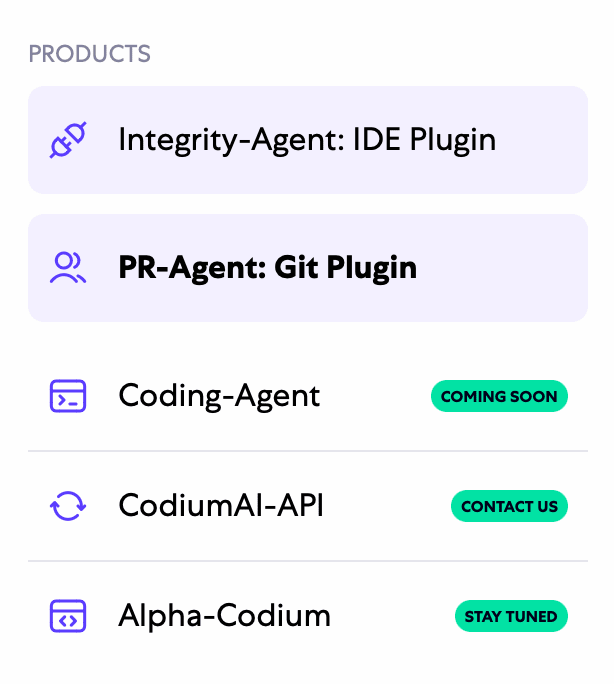 PRODUCTS
Integrity-Agent: IDE Plugin
PR-Agent: Git Plugin
Coding-Agent COMING SOON
CodiumAI-API CONTACT US
Alpha-Codium STAY TUNED